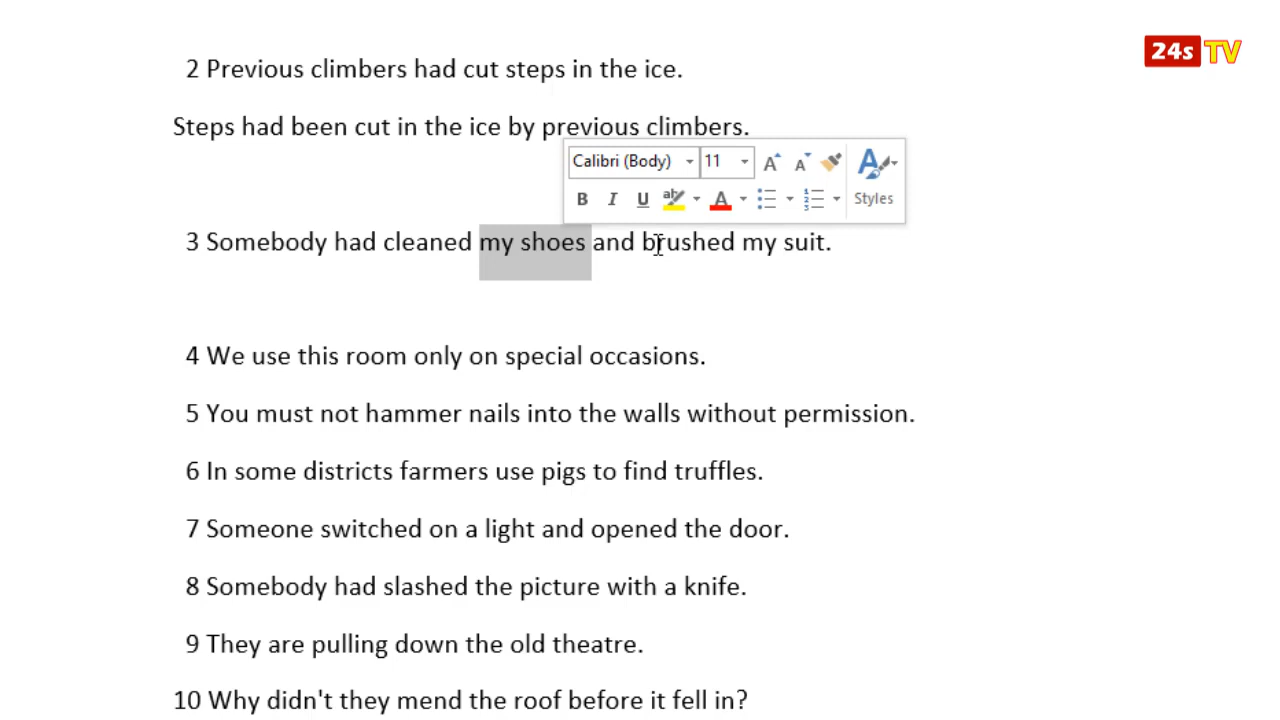 24s TV
2 Previous climbers had cut steps in the ice.
Steps had been cut in the ice by previous climbers.
Calibri (Body) 11 A A
B I U aby A Styles
3 Somebody had cleaned my shoes and brushed my suit.
4 We use this room only on special occasions.
5 You must not hammer nails into the walls without permission.
6 In some districts farmers use pigs to find truffles.
7 Someone switched on a light and opened the door.
8 Somebody had slashed the picture with a knife.
9 They are pulling down the old theatre.
10 Why didn't they mend the roof before it fell in?